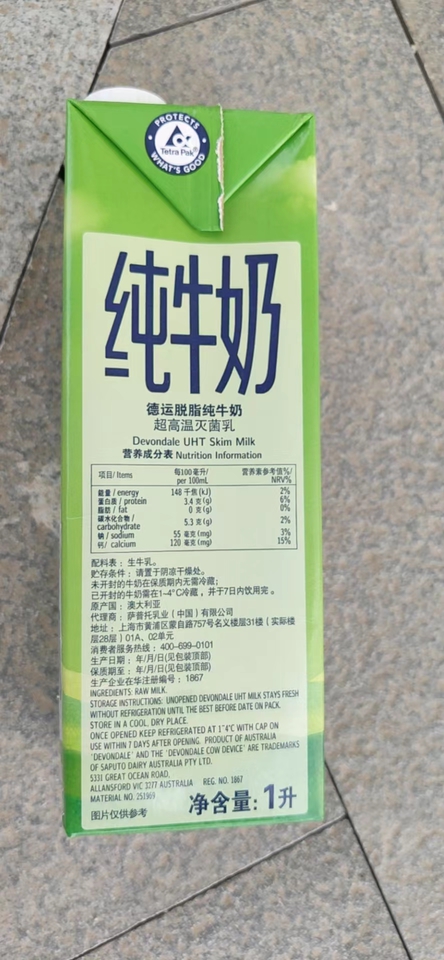 PROTECTS
Tetra Pak®
WHAT'S GOOD
纯牛奶
德运脱脂纯牛奶
超高温灭菌乳
Devondale UHT Skim Milk
营养成分表 Nutrition Information
项目/ Items 每100毫升/ per 100mL 营养素参考值%/ NRV%
能量 / energy 148 千焦 (kJ) 2%
蛋白质 / protein 3.4 克 (g) 6%
脂肪 / fat 0 克 (g) 0%
碳水化合物 / carbohydrate 5.3 克 (g) 2%
钠 / sodium 55 毫克 (mg) 3%
钙/ calcium 120 毫克 (mg) 15%
配料表：生牛乳。
贮存条件：请置于阴凉干燥处。
未开封的牛奶在保质期内无需冷藏；
已开封的牛奶需在1-4°C冷藏，并于7日内饮用完。
原产国：澳大利亚
代理商：萨普托乳业（中国）有限公司
地址：上海市黄浦区蒙自路757号名义楼层31楼（实际楼
层28层）01A、02单元
消费者服务热线：400-699-0101
生产日期：年/月/日(见包装顶部)
保质期至：年/月/日(见包装顶部)
生产企业在华注册编号：1867
INGREDIENTS: RAW MILK.
STORAGE INSTRUCTIONS: UNOPENED DEVONDALE UHT MILK STAYS FRESH
WITHOUT REFRIGERATION UNTIL THE BEST BEFORE DATE ON PACK.
STORE IN A COOL, DRY PLACE.
ONCE OPENED KEEP REFRIGERATED AT 1~4°C WITH CAP ON
USE WITHIN 7 DAYS AFTER OPENING. PRODUCT OF AUSTRALIA
'DEVONDALE' AND THE 'DEVONDALE COW DEVICE' ARE TRADEMARKS
OF SAPUTO DAIRY AUSTRALIA PTY LTD.
5331 GREAT OCEAN ROAD,
ALLANSFORD VIC 3277 AUSTRALIA REG. NO. 1867
MATERIAL NO. 251969
净含量：1升
图片仅供参考